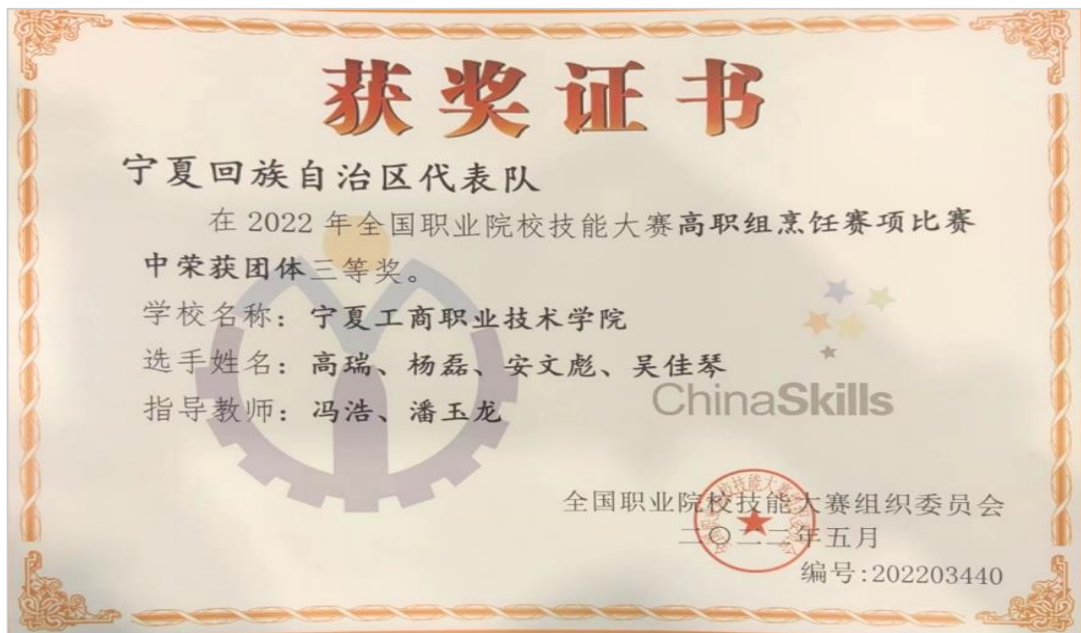 获奖证书
宁夏回族自治区代表队
在2022年全国职业院校技能大赛高职组烹饪赛项比赛
中荣获团体三等奖。
学校名称：宁夏工商职业技术学院
选手姓名：高瑞、杨磊、安文彪、吴佳琴
指导教师：冯浩、潘玉龙
ChinaSkills
全国职业院校技能大赛组织委员会
二〇二二年五月
编号:202203440